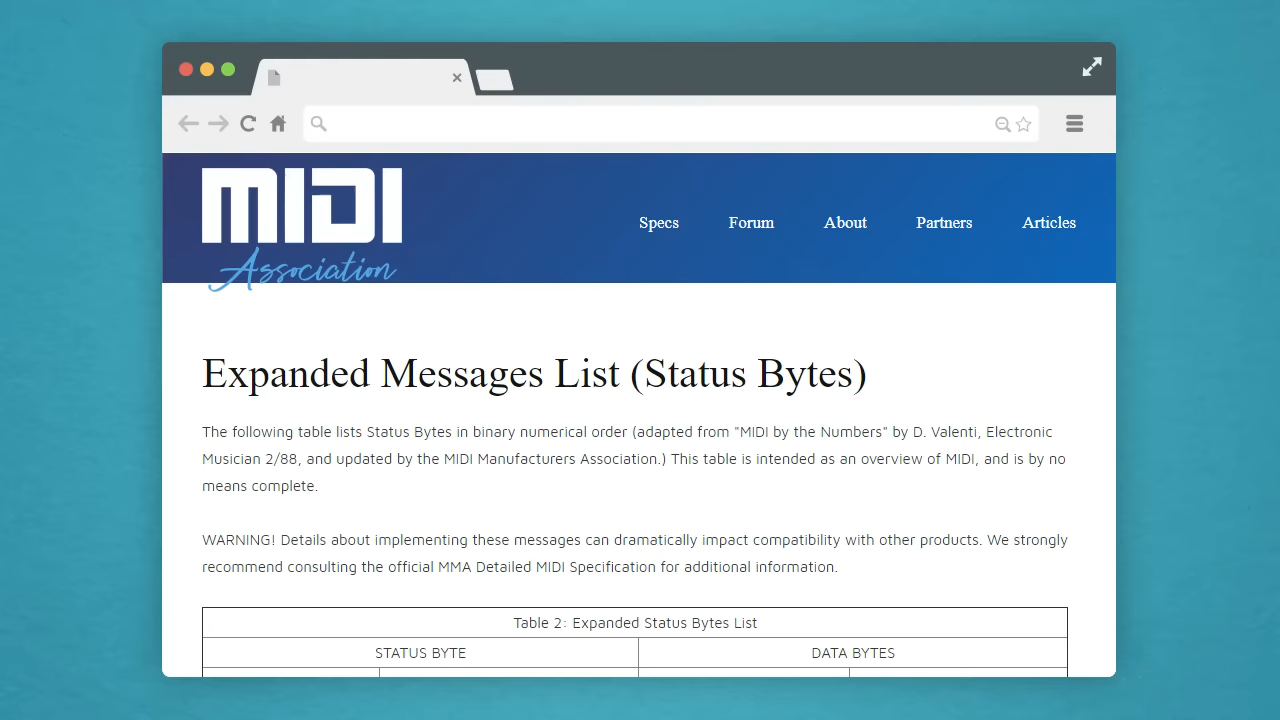 MIDI
Association
Specs Forum About Partners Articles
Expanded Messages List (Status Bytes)
The following table lists Status Bytes in binary numerical order (adapted from "MIDI by the Numbers" by D. Valenti, Electronic
Musician 2/88, and updated by the MIDI Manufacturers Association.) This table is intended as an overview of MIDI, and is by no
means complete.
WARNING! Details about implementing these messages can dramatically impact compatibility with other products. We strongly
recommend consulting the official MMA Detailed MIDI Specification for additional information.
Table 2: Expanded Status Bytes List
STATUS BYTE DATA BYTES